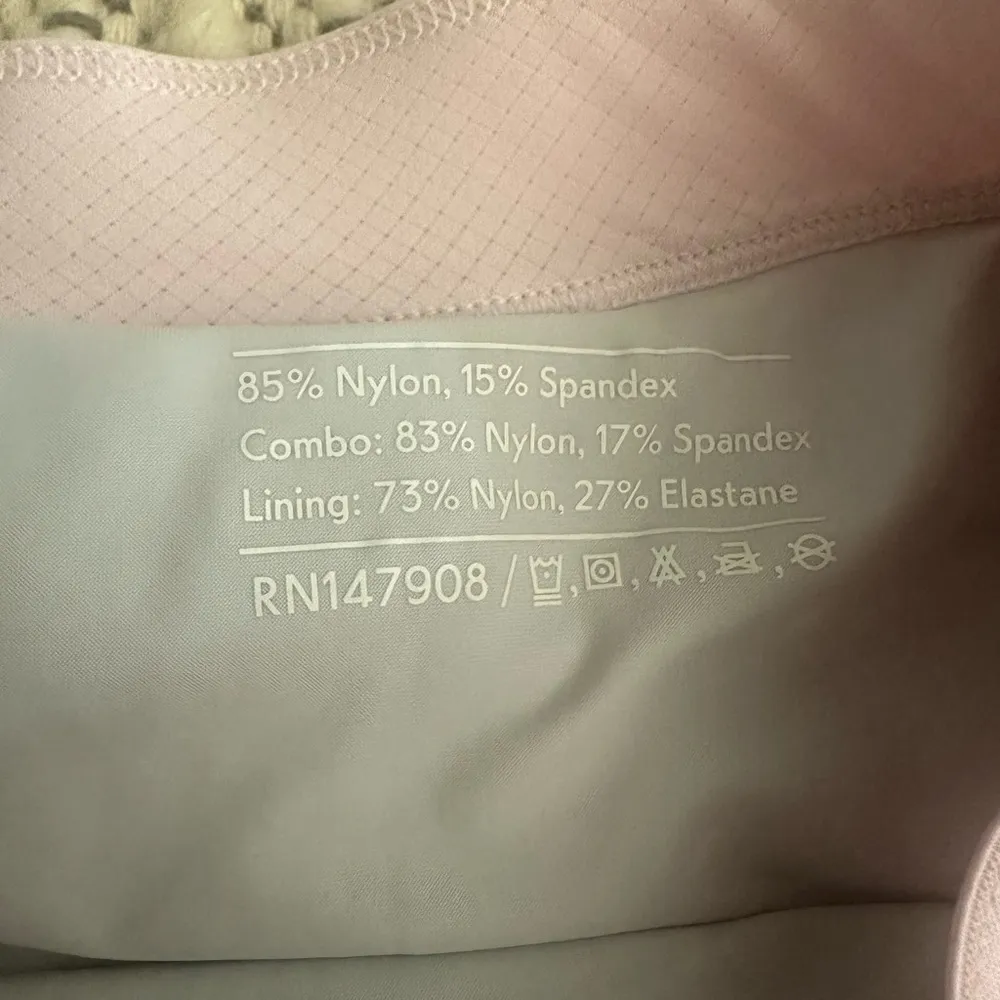 85% Nylon, 15% Spandex
Combo: 83% Nylon, 17% Spandex
Lining: 73% Nylon, 27% Elastane
RN147908 /